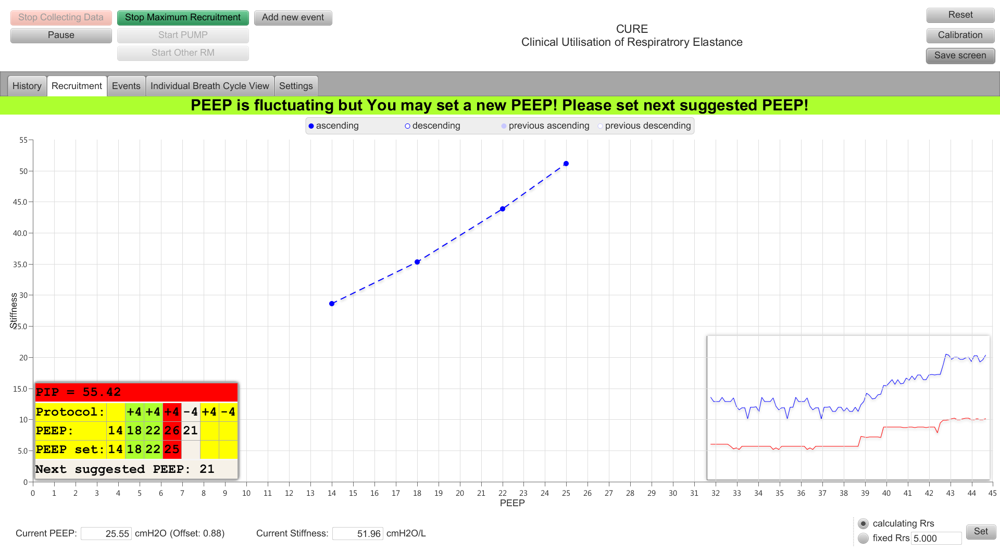 Stop Collecting Data
Stop Maximum Recruitment
Add new event
Pause
Start PUMP
Start Other RM
CURE
Clinical Utilisation of Respiratrory Elastance
Reset
Calibration
Save screen
History
Recruitment
Events
Individual Breath Cycle View
Settings
PEEP is fluctuating but You may set a new PEEP! Please set next suggested PEEP!
ascending
descending
previous ascending
previous descending
55
50
45.0
40.0
35.0
30
25.0
20
15.0
10
5.0
0
Stiffness
PIP = 55.42
Protocol: +4 +4 +4 -4 +4 -4
PEEP: 14 18 22 26 21
PEEP set: 14 18 22 25
Next suggested PEEP: 21
0 1 2 3 4 5 6 7 8 9 10 11 12 13 14 15 16 17 18 19 20 21 22 23 24 25 26 27 28 29 30 31 32 33 34 35 36 37 38 39 40 41 42 43 44 45
PEEP
Current PEEP: 25.55 cmH2O (Offset: 0.88)
Current Stiffness: 51.96 cmH2O/L
calculating Rrs
fixed Rrs 5.000
Set